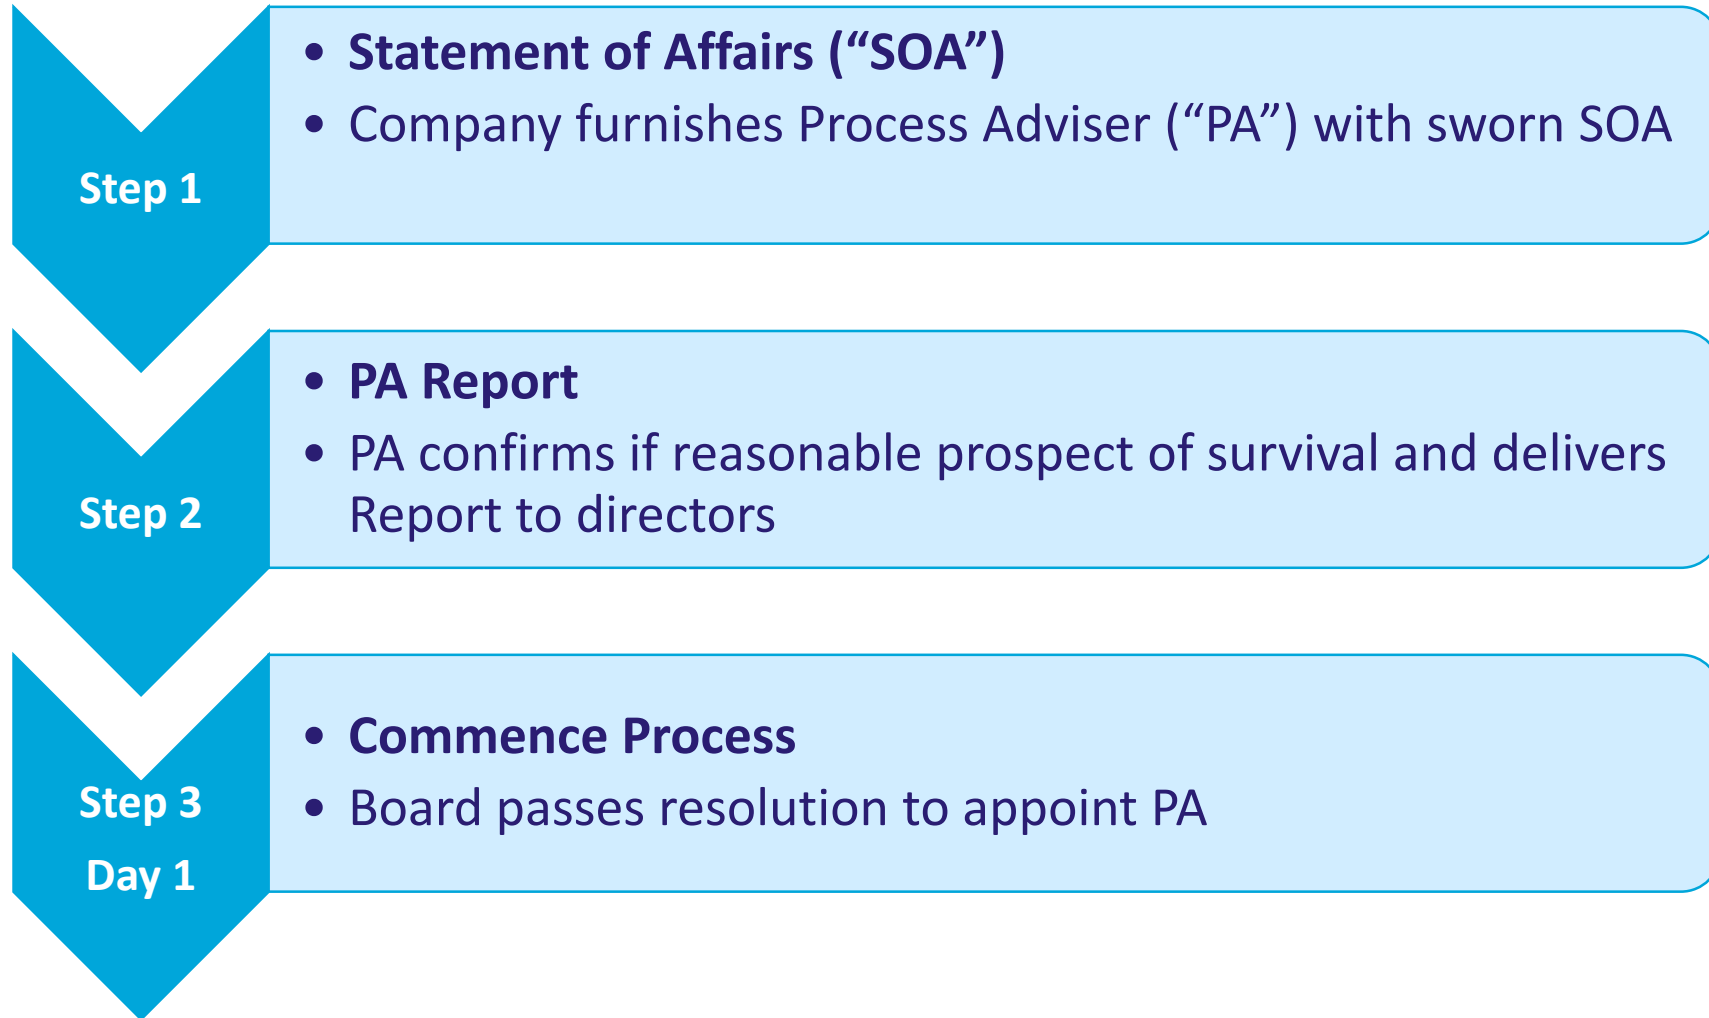 Step 1
• Statement of Affairs (“SOA”)
• Company furnishes Process Adviser (“PA”) with sworn SOA
Step 2
• PA Report
• PA confirms if reasonable prospect of survival and delivers
Report to directors
Step 3
Day 1
• Commence Process
• Board passes resolution to appoint PA